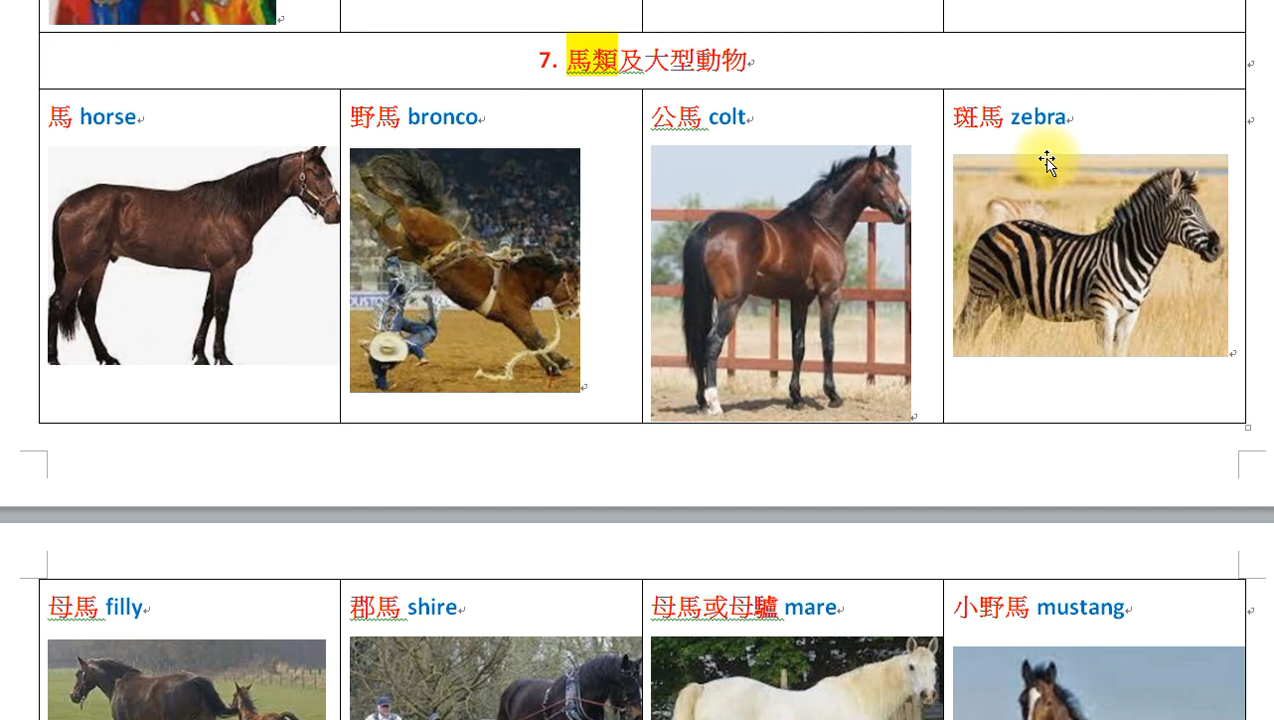 7. 馬類及大型動物
馬 horse
野馬 bronco
公馬 colt
斑馬 zebra
母馬 filly
郡馬 shire
母馬或母驢 mare
小野馬 mustang